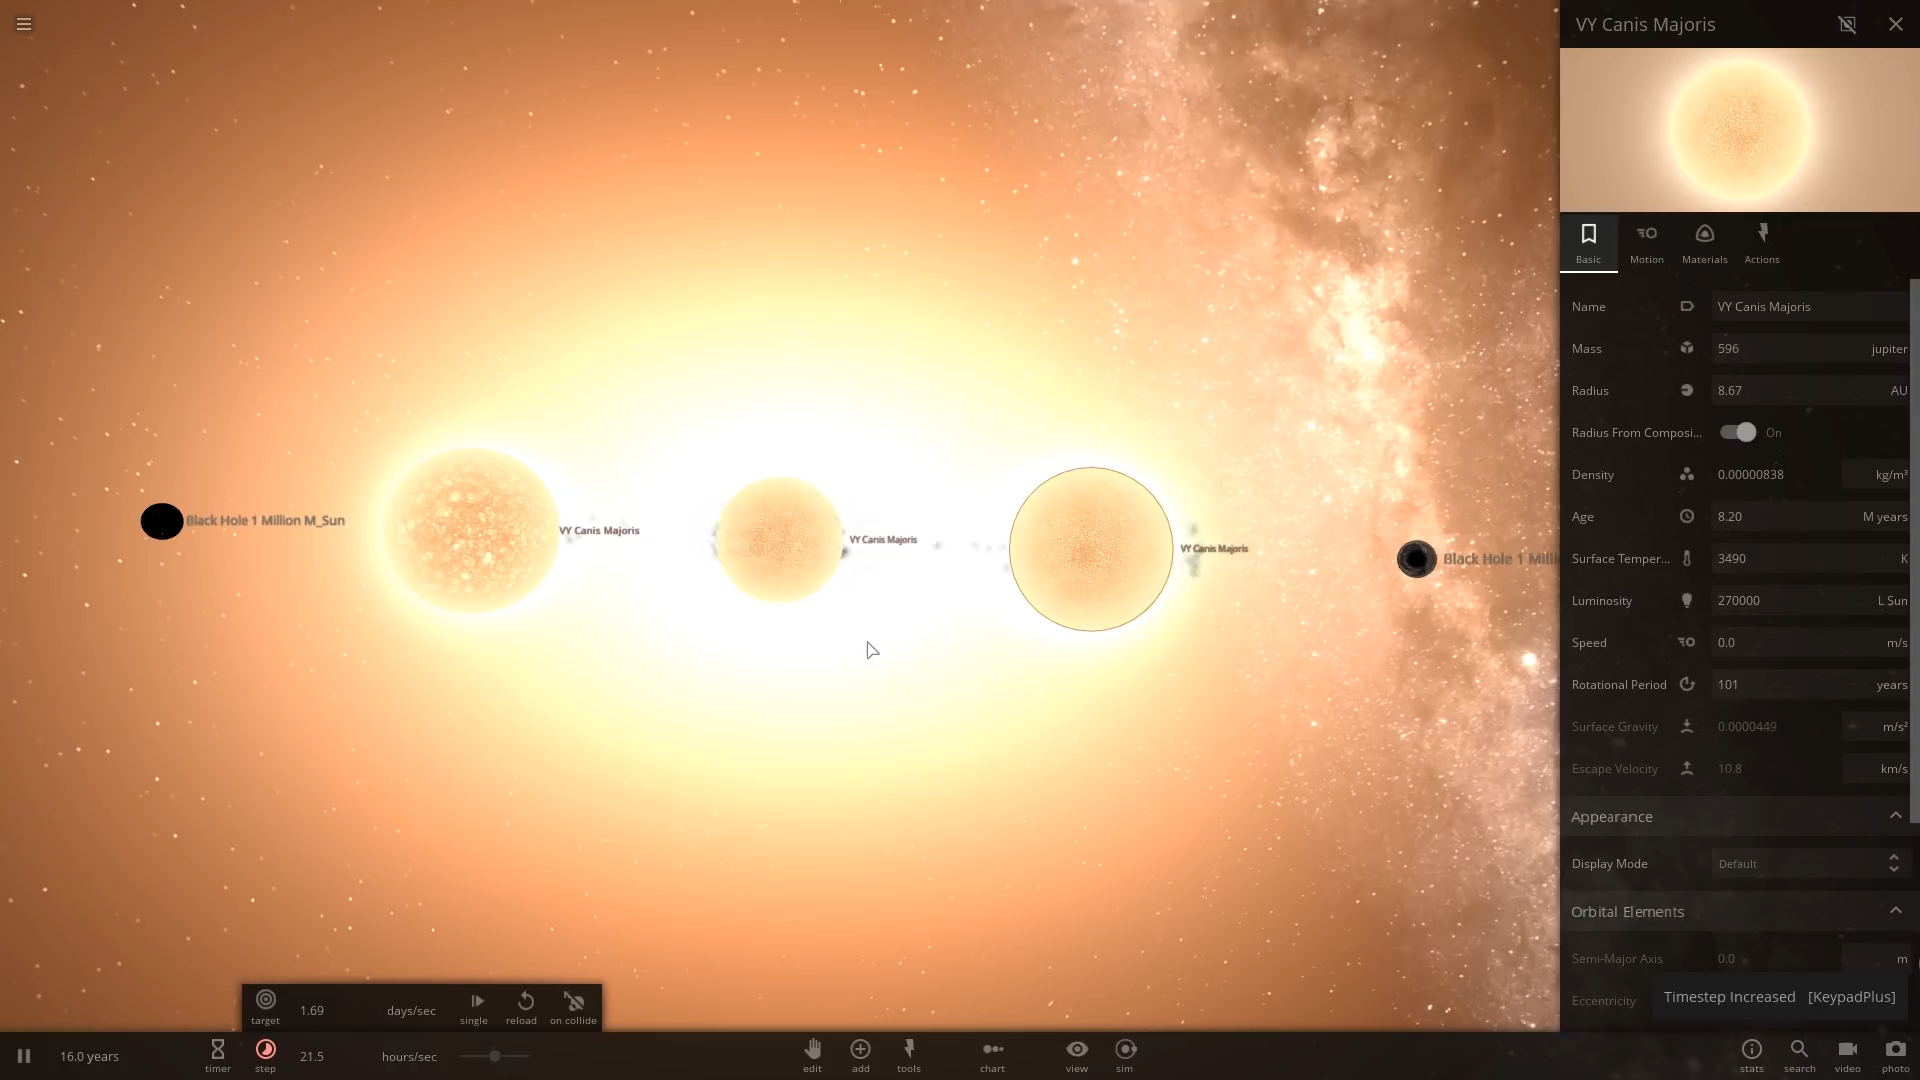 VY Canis Majoris
Basic
Motion
Materials
Actions
Name VY Canis Majoris
Mass 596 jupiter
Radius 8.67 AU
Radius From Composi... On
Density 0.00000838 kg/m³
Age 8.20 M years
Surface Temper... 3490 K
Luminosity 270000 L Sun
Speed 0.0 m/s
Rotational Period 101 years
Surface Gravity 0.0000449 m/s²
Escape Velocity 10.8 km/s
Appearance
Display Mode Default
Orbital Elements
Semi-Major Axis 0.0 m
Eccentricity
Timestep Increased [KeypadPlus]
Black Hole 1 Million M_Sun
VY Canis Majoris
VY Canis Majoris
VY Canis Majoris
Black Hole 1 Milli
target 1.69 days/sec single reload on collide
16.0 years timer step 21.5 hours/sec edit add tools chart view sim stats search video photo